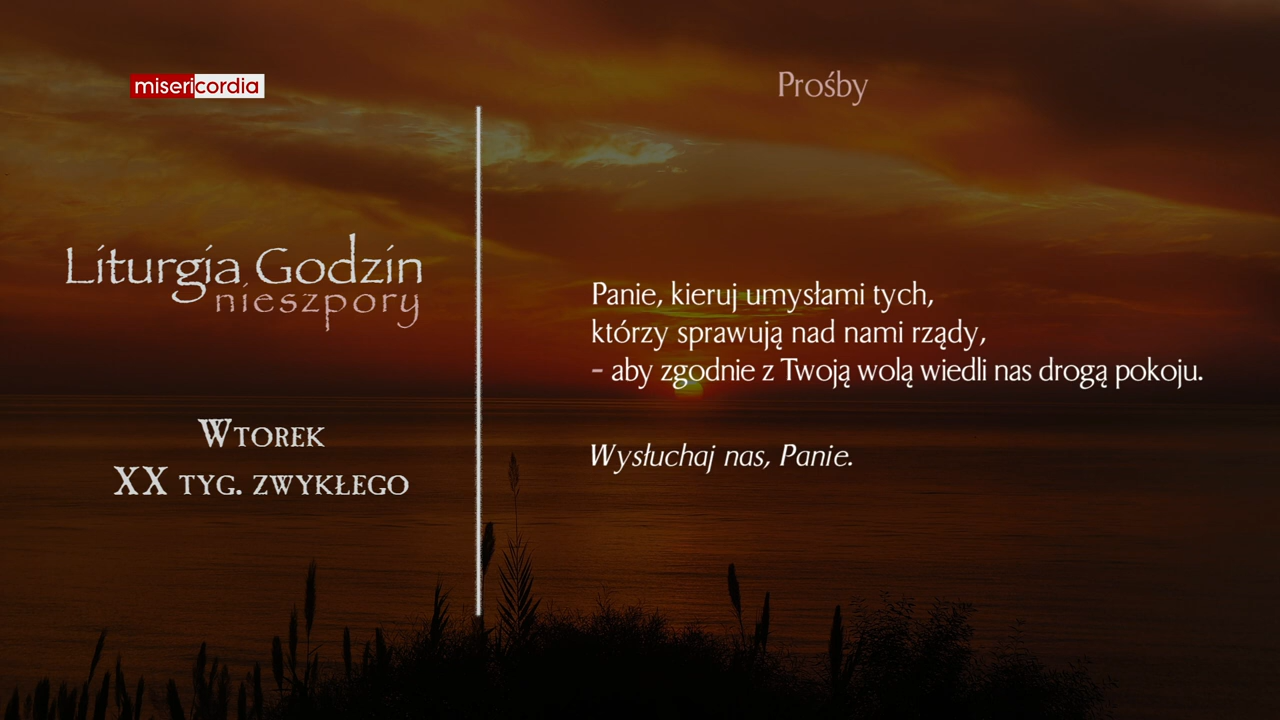 misericordia
Prośby
Liturgia Godzin
nieszpory
Wtorek
XX tyg. zwykłego
Panie, kieruj umysłami tych,
którzy sprawują nad nami rządy,
- aby zgodnie z Twoją wolą wiedli nas drogą pokoju.
Wysłuchaj nas, Panie.